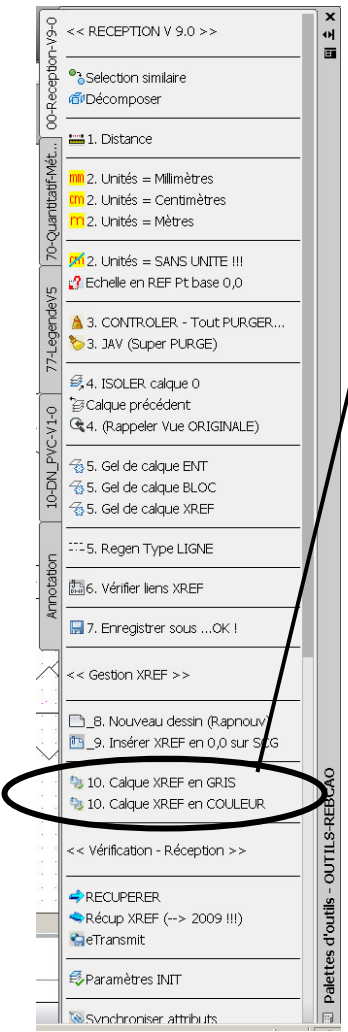 << RECEPTION V 9.0 >>
Selection similaire
Décomposer
1. Distance
mm 2. Unités = Millimètres
cm 2. Unités = Centimètres
m 2. Unités = Mètres
cm 2. Unités = SANS UNITE !!!
Echelle en REF Pt base 0,0
3. CONTROLER - Tout PURGER...
3. JAV (Super PURGE)
4. ISOLER calque 0
Calque précédent
4. (Rappeler Vue ORIGINALE)
5. Gel de calque ENT
5. Gel de calque BLOC
5. Gel de calque XREF
5. Regen Type LIGNE
6. Vérifier liens XREF
7. Enregistrer sous ...OK !
<< Gestion XREF >>
_8. Nouveau dessin (Rapnouv)
_9. Insérer XREF en 0,0 sur SCG
10. Calque XREF en GRIS
10. Calque XREF en COULEUR
<< Vérification - Réception >>
RECUPERER
Récup XREF (--> 2009 !!!)
eTransmit
Paramètres INIT
Synchroniser attributs
00-Reception-V9-0
70-Quantitatif-Mét...
77-LegendeV5
10-DN_PVC-V1-0
Annotation
Palettes d'outils - OUTILS-REBCAO